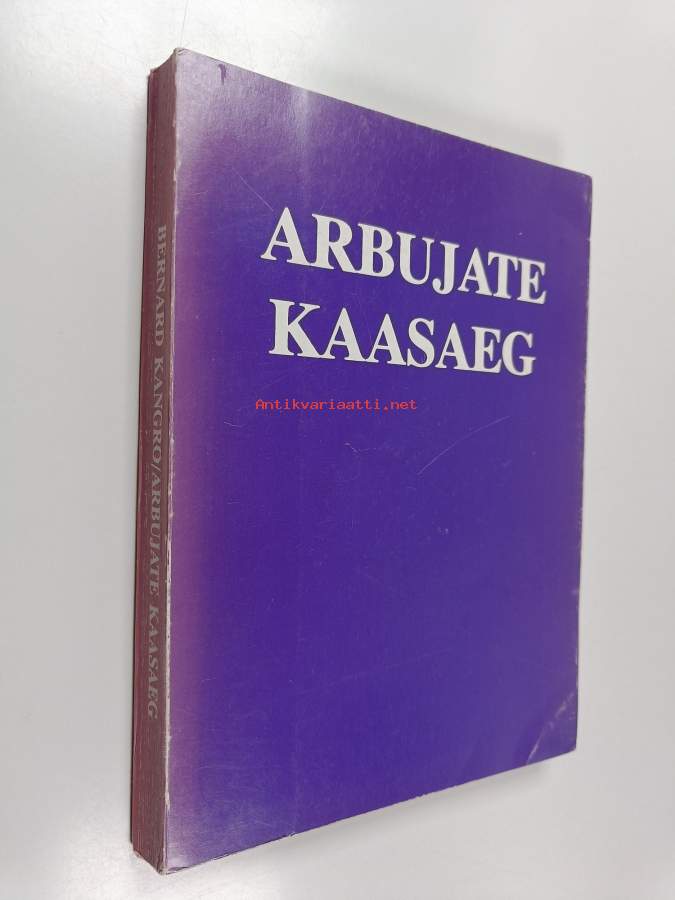 ARBUJATE
KAASAEG
Antikvariaatti.net
BERNARD KANGRO/ARBUJATE KAASAEG